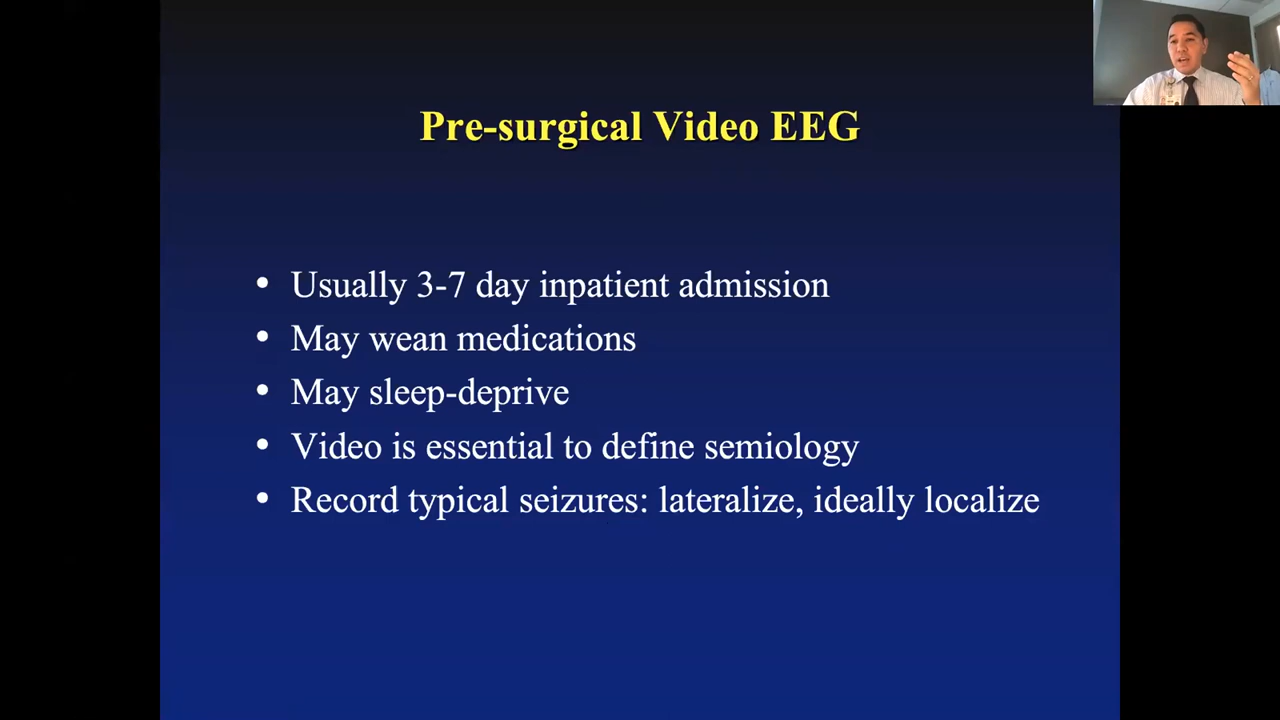 Pre-surgical Video EEG
• Usually 3-7 day inpatient admission
• May wean medications
• May sleep-deprive
• Video is essential to define semiology
• Record typical seizures: lateralize, ideally localize